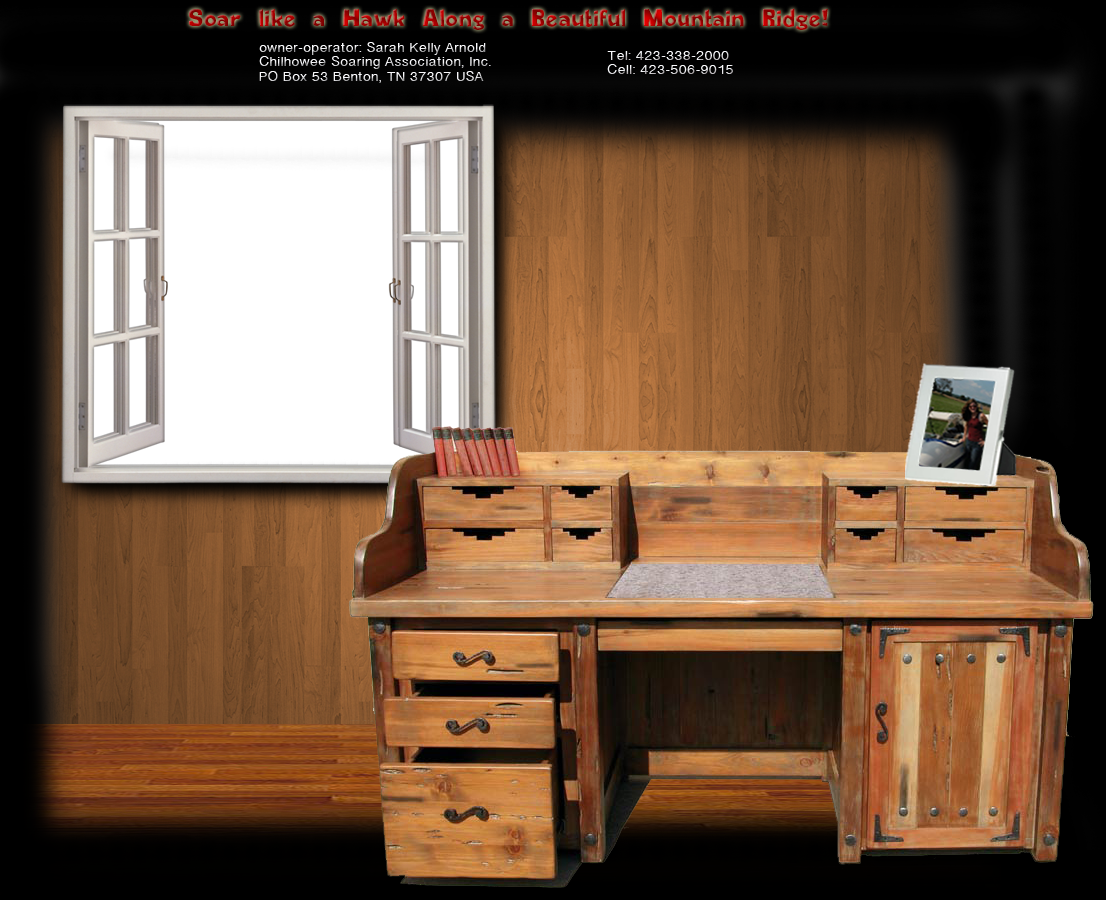 Soar like a Hawk Along a Beautiful Mountain Ridge!
owner-operator: Sarah Kelly Arnold
Chilhowee Soaring Association, Inc.
PO Box 53 Benton, TN 37307 USA
Tel: 423-338-2000
Cell: 423-506-9015